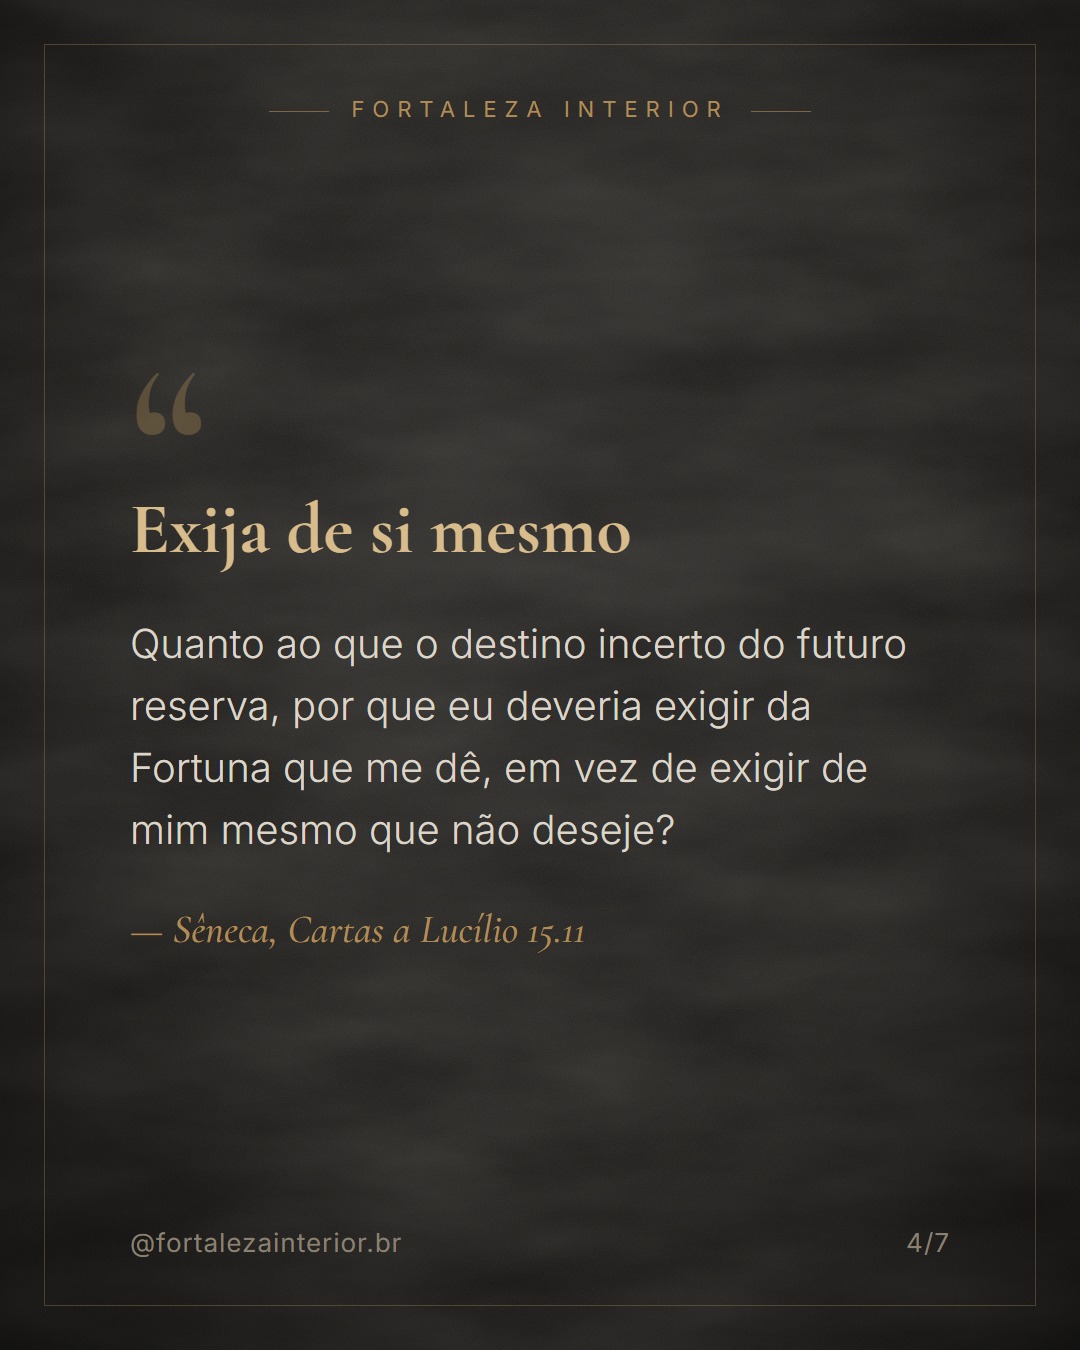 FORTALEZA INTERIOR
“
Exija de si mesmo
Quanto ao que o destino incerto do futuro
reserva, por que eu deveria exigir da
Fortuna que me dê, em vez de exigir de
mim mesmo que não deseje?
— Sêneca, Cartas a Lucílio 15.11
@fortalezainterior.br
4/7